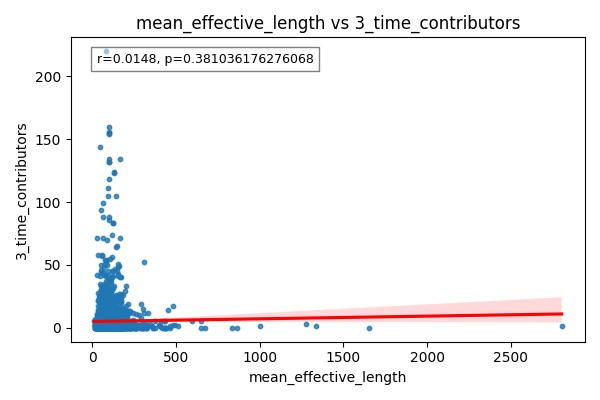 mean_effective_length vs 3_time_contributors
r=0.0148, p=0.381036176276068
200
150
100
50
0
3_time_contributors
0
500
1000
1500
2000
2500
mean_effective_length